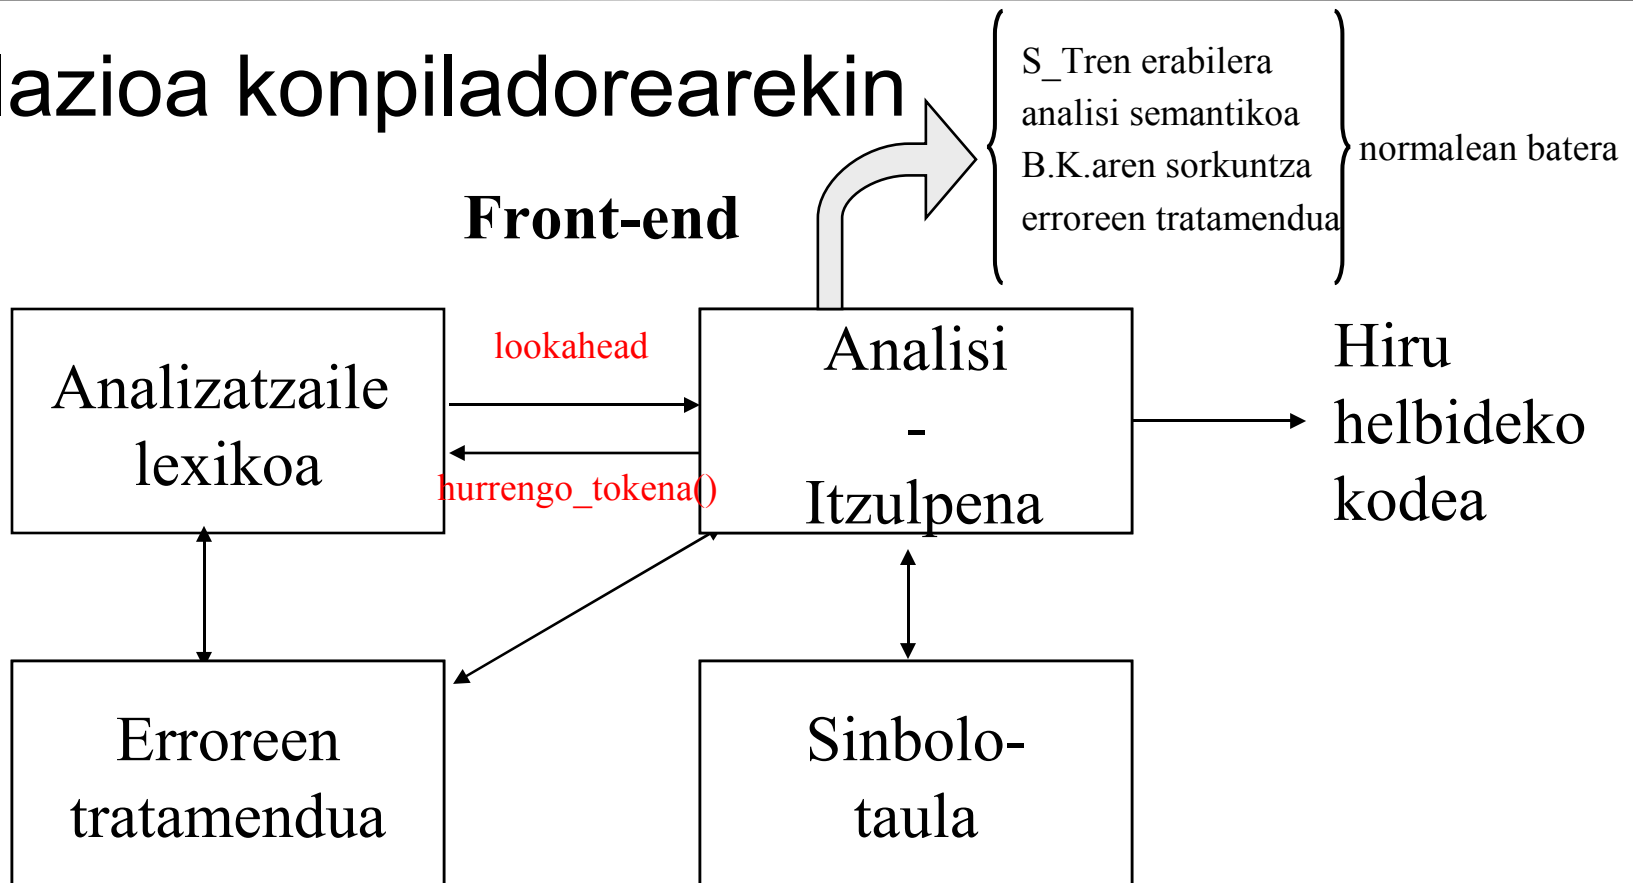 lazioa konpiladorearekin
S_Tren erabilera
analisi semantikoa
B.K.aren sorkuntza
erroreen tratamendua
normalean batera
Front-end
Analizatzaile
lexikoa
lookahead
hurrengo_tokena()
Analisi
-
Itzulpena
Hiru
helbideko
kodea
Erroreen
tratamendua
Sinbolo-
taula